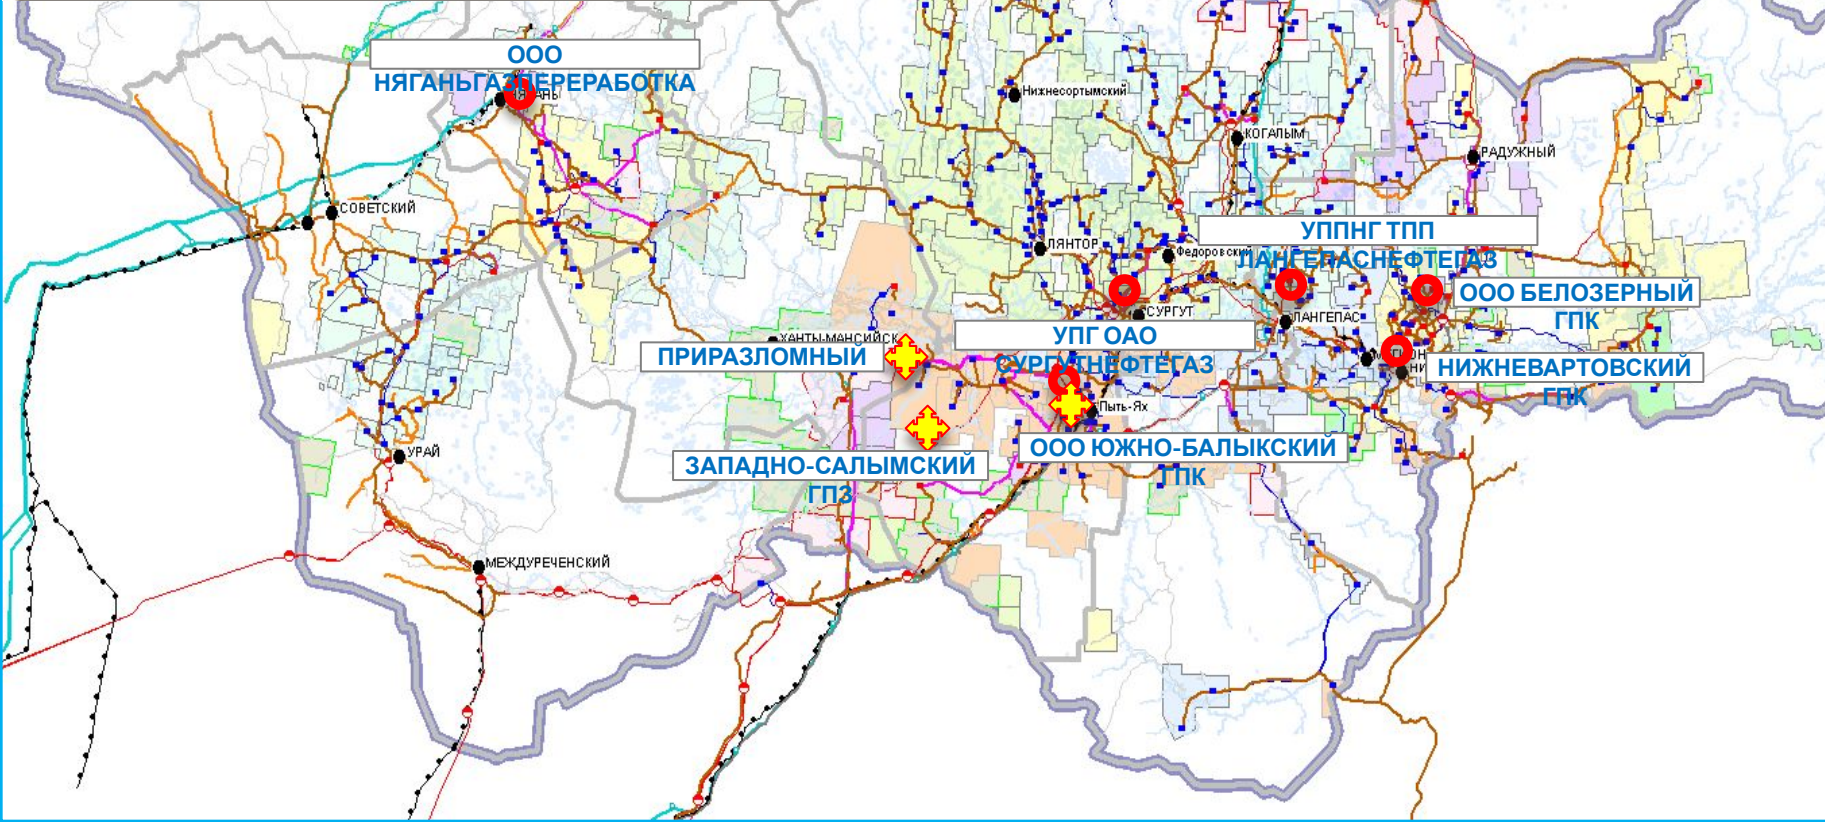 ООО
НЯГАНЬГАЗПЕРЕРАБОТКА
Нижнесортымский
КОГАЛЫМ
РАДУЖНЫЙ
СОВЕТСКИЙ
ЛЯНТОР
Федоровский
УППНГ ТПП
ЛАНГЕПАСНЕФТЕГАЗ
ООО БЕЛОЗЕРНЫЙ
ГПК
СУРГУТ
ЛАНГЕПАС
ХАНТЫ-МАНСИЙСК
ПРИРАЗЛОМНЫЙ
УПГ ОАО
СУРГУТНЕФТЕГАЗ
НИЖНЕВАРТОВСКИЙ
ГПК
Пыть-Ях
УРАЙ
ЗАПАДНО-САЛЫМСКИЙ
ГПЗ
ООО ЮЖНО-БАЛЫКСКИЙ
ГПК
МЕЖДУРЕЧЕНСКИЙ